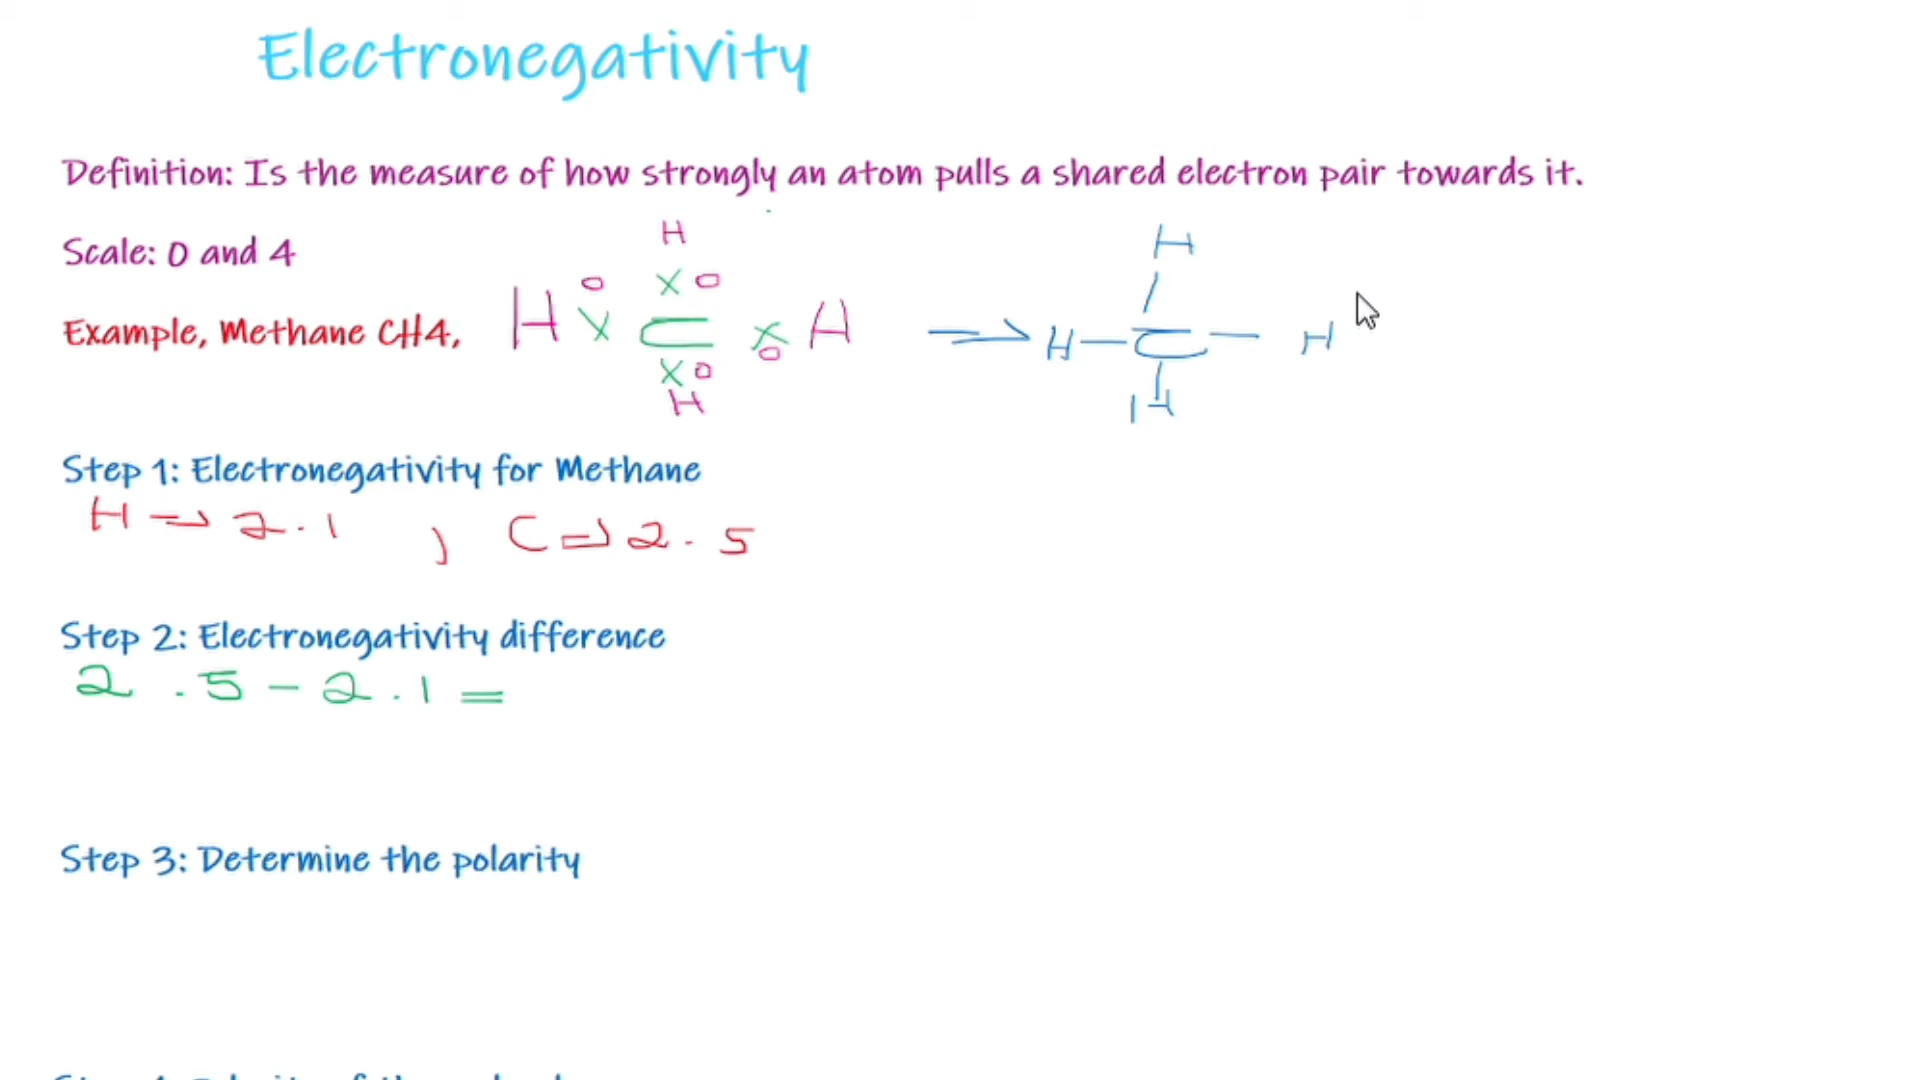 Electronegativity
Definition: Is the measure of how strongly an atom pulls a shared electron pair towards it.
Scale: 0 and 4
H
x o
Example, Methane CH4, H o x C x o H → H – C – H
x o
H
H
H
Step 1: Electronegativity for Methane
H → 2.1 , C → 2.5
Step 2: Electronegativity difference
2.5 - 2.1 =
Step 3: Determine the polarity